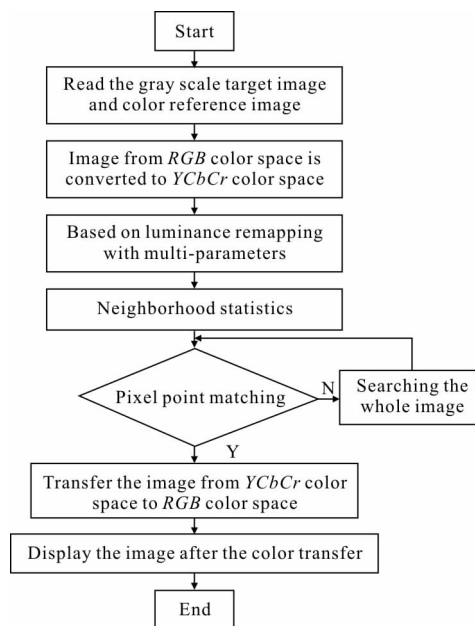 Start
Read the gray scale target image
and color reference image
Image from RGB color space is
converted to YCbCr color space
Based on luminance remapping
with multi-parameters
Neighborhood statistics
Pixel point matching
N
Searching the
whole image
Y
Transfer the image from YCbCr color
space to RGB color space
Display the image after the color transfer
End